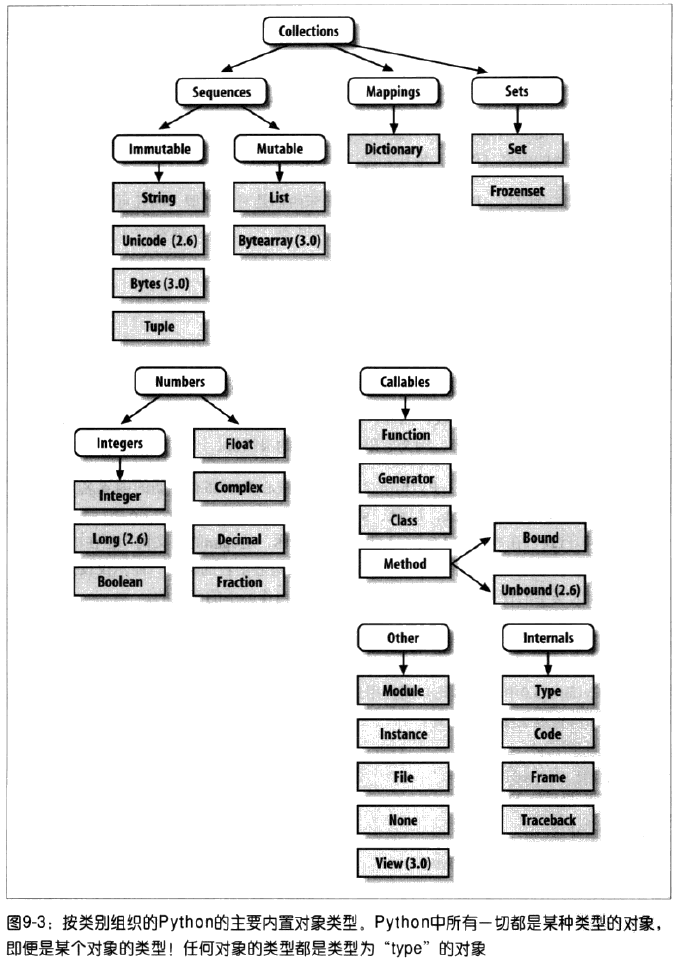 Collections
Sequences
Mappings
Sets
Immutable
Mutable
Dictionary
Set
String
List
Frozenset
Unicode (2.6)
Bytearray (3.0)
Bytes (3.0)
Tuple
Numbers
Callables
Integers
Float
Function
Integer
Complex
Generator
Long (2.6)
Decimal
Class
Boolean
Fraction
Method
Bound
Unbound (2.6)
Other
Internals
Module
Type
Instance
Code
File
Frame
None
Traceback
View (3.0)
图9-3：按类别组织的Python的主要内置对象类型。Python中所有一切都是某种类型的对象，
即便是某个对象的类型！任何对象的类型都是类型为“type”的对象